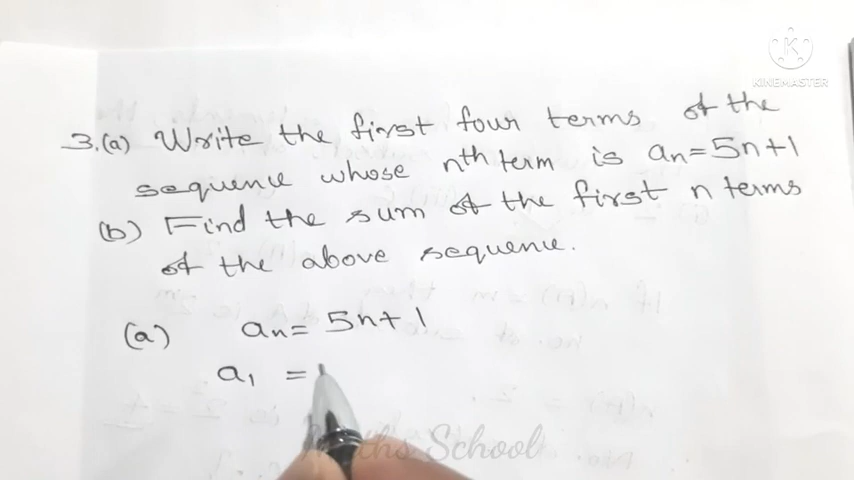 KINEMASTER
3.(a) Write the first four terms of the
sequence whose nth term is an=5n+1
(b) Find the sum of the first n terms
of the above sequence.
(a) an = 5n+1
a1 =
Maths School